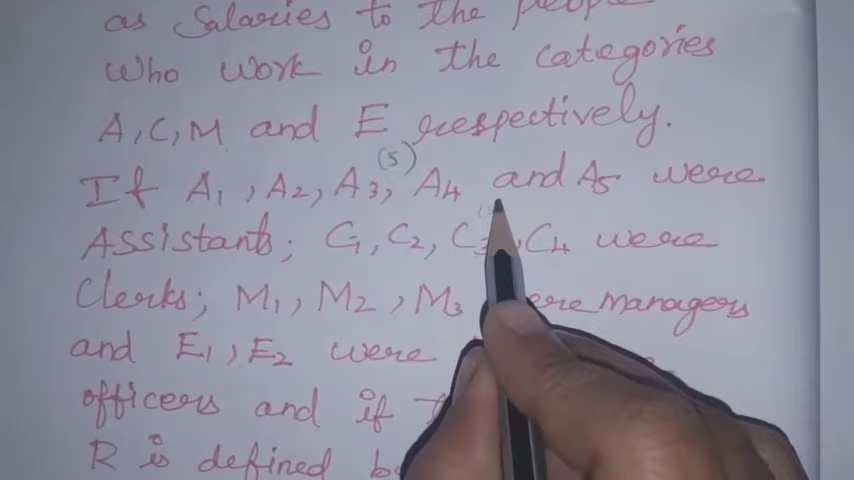 as Salaries to the people
who work in the categories
A, C, M and E respectively.
(5)
If A1, A2, A3, A4 and A5 were
Assistants; C1, C2, C3, C4 were
Clerks; M1, M2, M3 were managers
and E1, E2 were
officers and if
R is defined